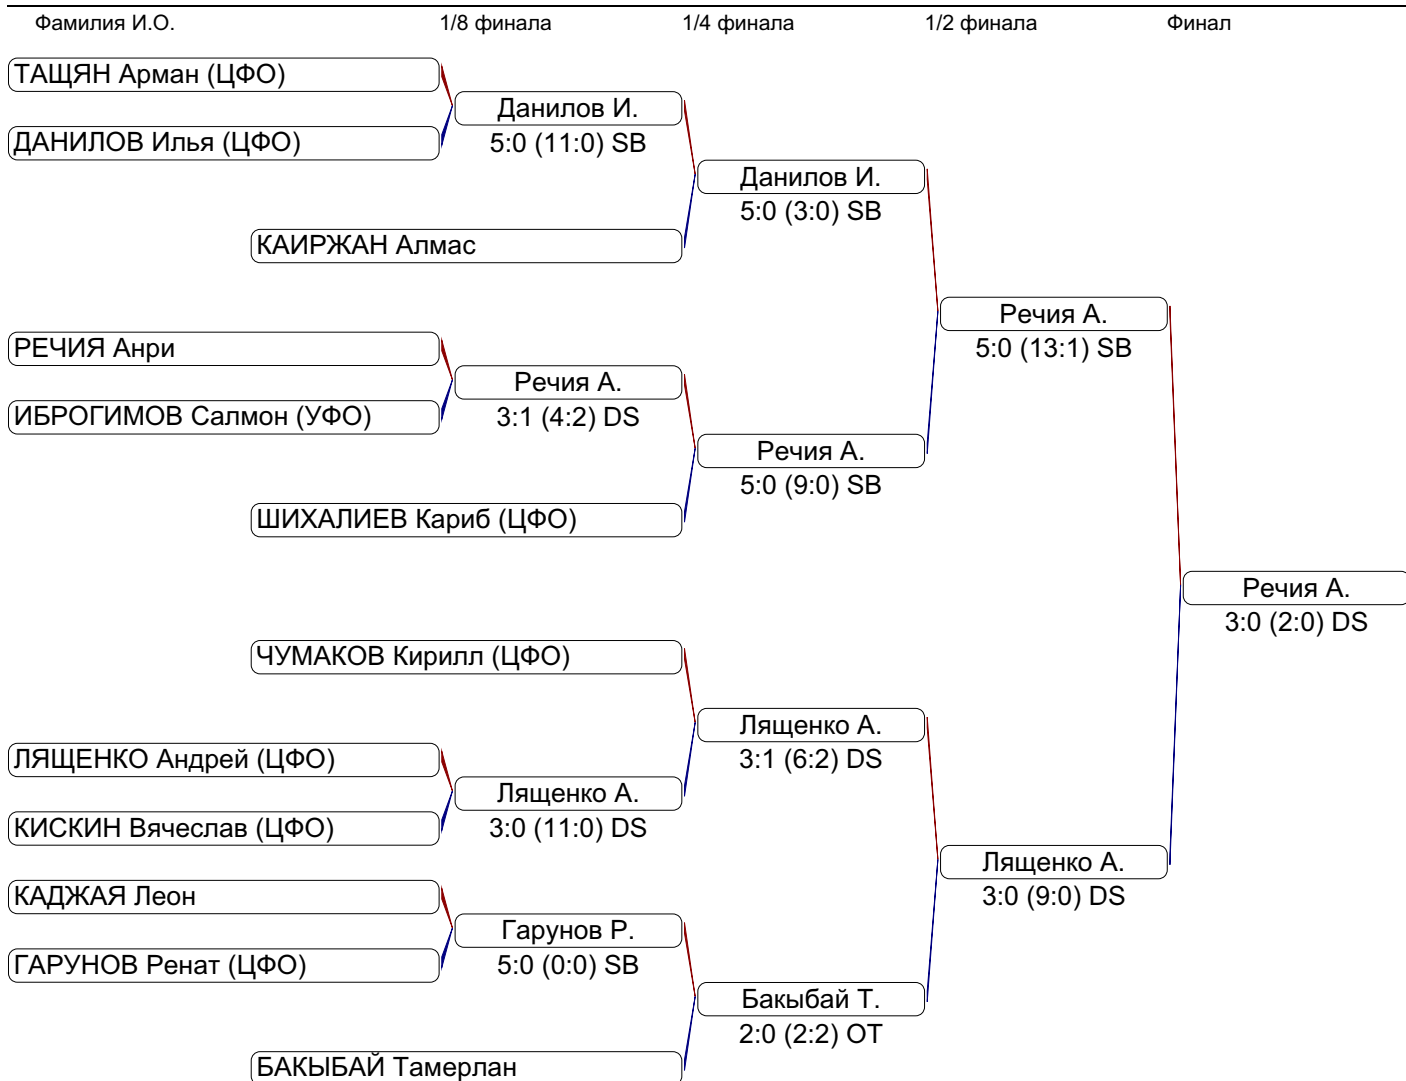 Фамилия И.О. 1/8 финала 1/4 финала 1/2 финала Финал
ТАЩЯН Арман (ЦФО)
Данилов И.
ДАНИЛОВ Илья (ЦФО)
5:0 (11:0) SB
Данилов И.
5:0 (3:0) SB
КАИРЖАН Алмас
Речия А.
5:0 (13:1) SB
РЕЧИЯ Анри
Речия А.
ИБРОГИМОВ Салмон (УФО)
3:1 (4:2) DS
Речия А.
5:0 (9:0) SB
ШИХАЛИЕВ Кариб (ЦФО)
Речия А.
3:0 (2:0) DS
ЧУМАКОВ Кирилл (ЦФО)
Лященко А.
3:1 (6:2) DS
ЛЯЩЕНКО Андрей (ЦФО)
Лященко А.
КИСКИН Вячеслав (ЦФО)
3:0 (11:0) DS
Лященко А.
3:0 (9:0) DS
КАДЖАЯ Леон
Гарунов Р.
ГАРУНОВ Ренат (ЦФО)
5:0 (0:0) SB
Бакыбай Т.
2:0 (2:2) OT
БАКЫБАЙ Тамерлан